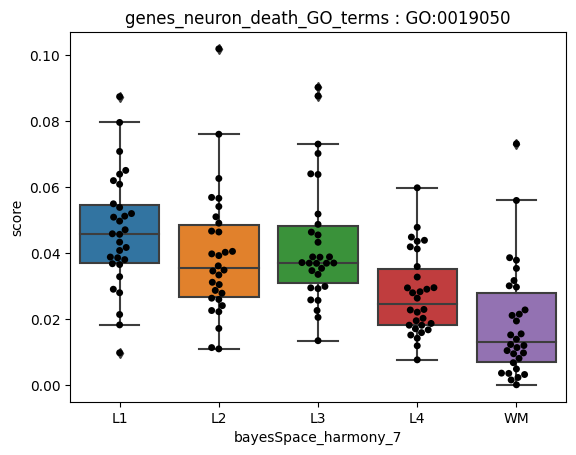 genes_neuron_death_GO_terms : GO:0019050
0.10
0.08
0.06
0.04
0.02
0.00
score
L1 L2 L3 L4 WM
bayesSpace_harmony_7